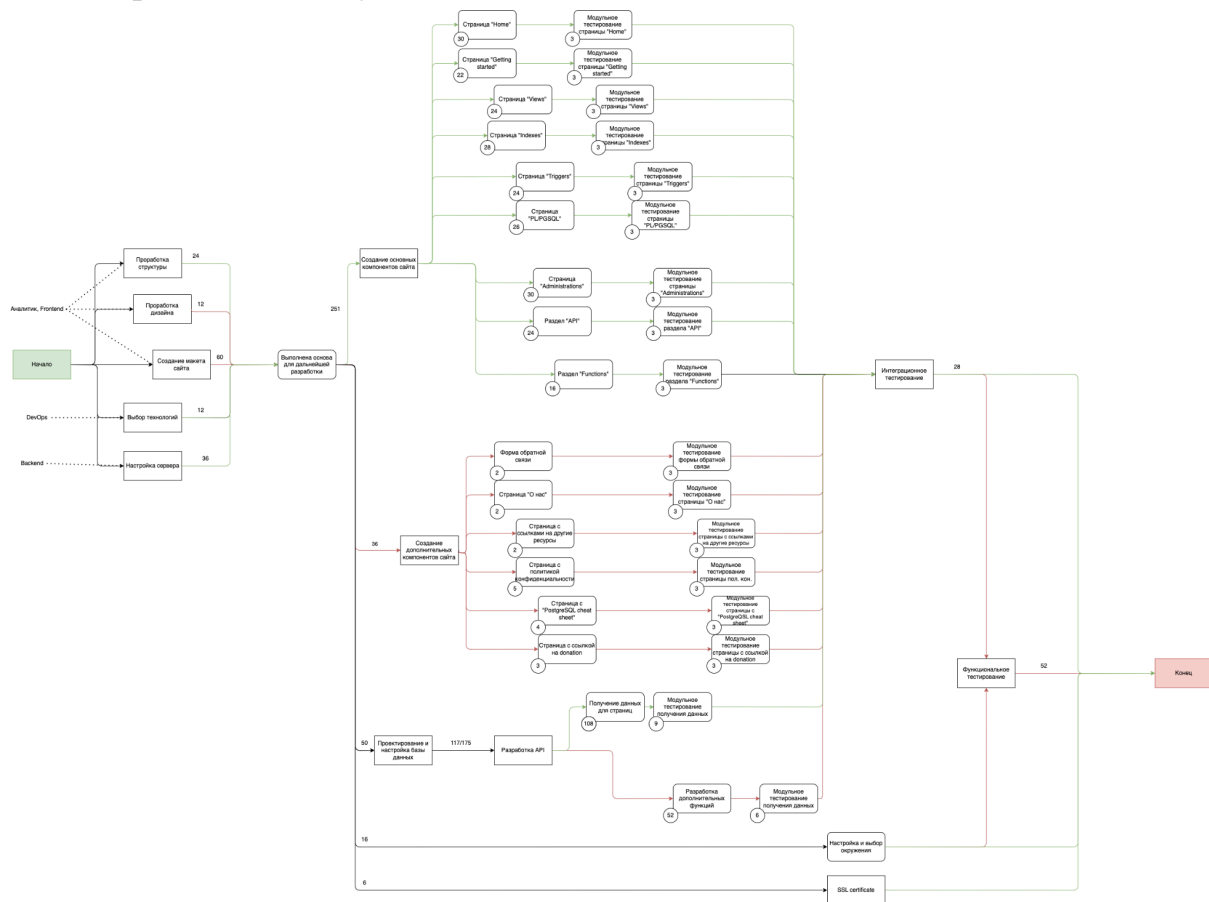 Страница "Home"
30
Модульное
тестирование
страницы "Home"
3
Страница "Getting
started"
22
Модульное
тестирование
страницы "Getting
started"
3
Страница "Views"
24
Модульное
тестирование
страницы "Views"
3
Страница "Indexes"
28
Модульное
тестирование
страницы "Indexes"
3
Страница "Triggers"
24
Модульное
тестирование
страницы "Triggers"
3
Страница
"PL/PGSQL"
26
Модульное
тестирование
страницы
"PL/PGSQL"
3
Проработка
структуры
24
Создание основных
компонентов сайта
251
Страница
"Administrations"
30
Модульное
тестирование
страницы
"Administrations"
3
Аналитик, Frontend
Проработка
дизайна
12
Раздел "API"
24
Модульное
тестирование
раздела "API"
3
Начало
Создание макета
сайта
60
Выполнена основа
для дальнейшей
разработки
Раздел "Functions"
16
Модульное
тестирование
раздела "Functions"
3
Интеграционное
тестирование
28
DevOps
Выбор технологий
12
Backend
Настройка сервера
36
Форма обратной
связи
2
Модульное
тестирование
формы обратной
связи
3
Страница "О нас"
2
Модульное
тестирование
страницы "О нас"
3
36
Создание
дополнительных
компонентов сайта
Страница с
ссылками на другие
ресурсы
2
Модульное
тестирование
страницы с ссылками
на другие ресурсы
3
Страница с
политикой
конфиденциальности
5
Модульное
тестирование
страницы пол. кон.
3
Страница с
"PostgreSQL cheat
sheet"
4
Модульное
тестирование
страницы с
"PostgreQSL cheat
sheet"
3
Страница с ссылкой
на donation
3
Модульное
тестирование
страницы с ссылкой
на donation
3
Функциональное
тестирование
52
Конец
Получение данных
для страниц
108
Модульное
тестирование
получения данных
9
50
Проектирование и
настройка базы
данных
117/175
Разработка API
Разработка
дополнительных
функций
52
Модульное
тестирование
получения данных
6
16
Настройка и выбор
окружения
6
SSL certificate